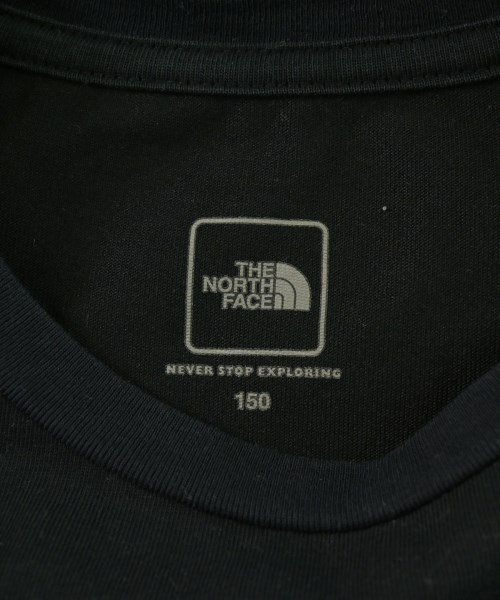 THE
NORTH
FACE
NEVER STOP EXPLORING
150